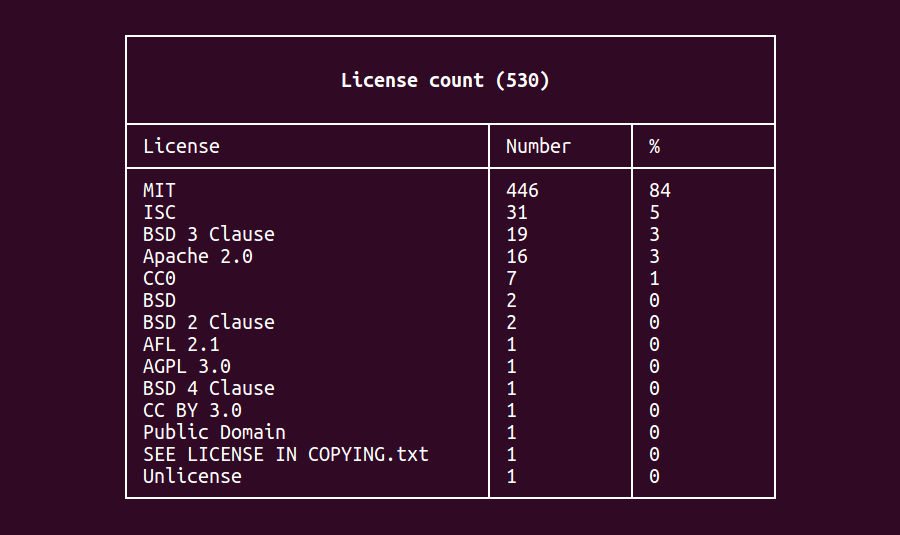 License count (530)
License Number %
MIT 446 84
ISC 31 5
BSD 3 Clause 19 3
Apache 2.0 16 3
CC0 7 1
BSD 2 0
BSD 2 Clause 2 0
AFL 2.1 1 0
AGPL 3.0 1 0
BSD 4 Clause 1 0
CC BY 3.0 1 0
Public Domain 1 0
SEE LICENSE IN COPYING.txt 1 0
Unlicense 1 0